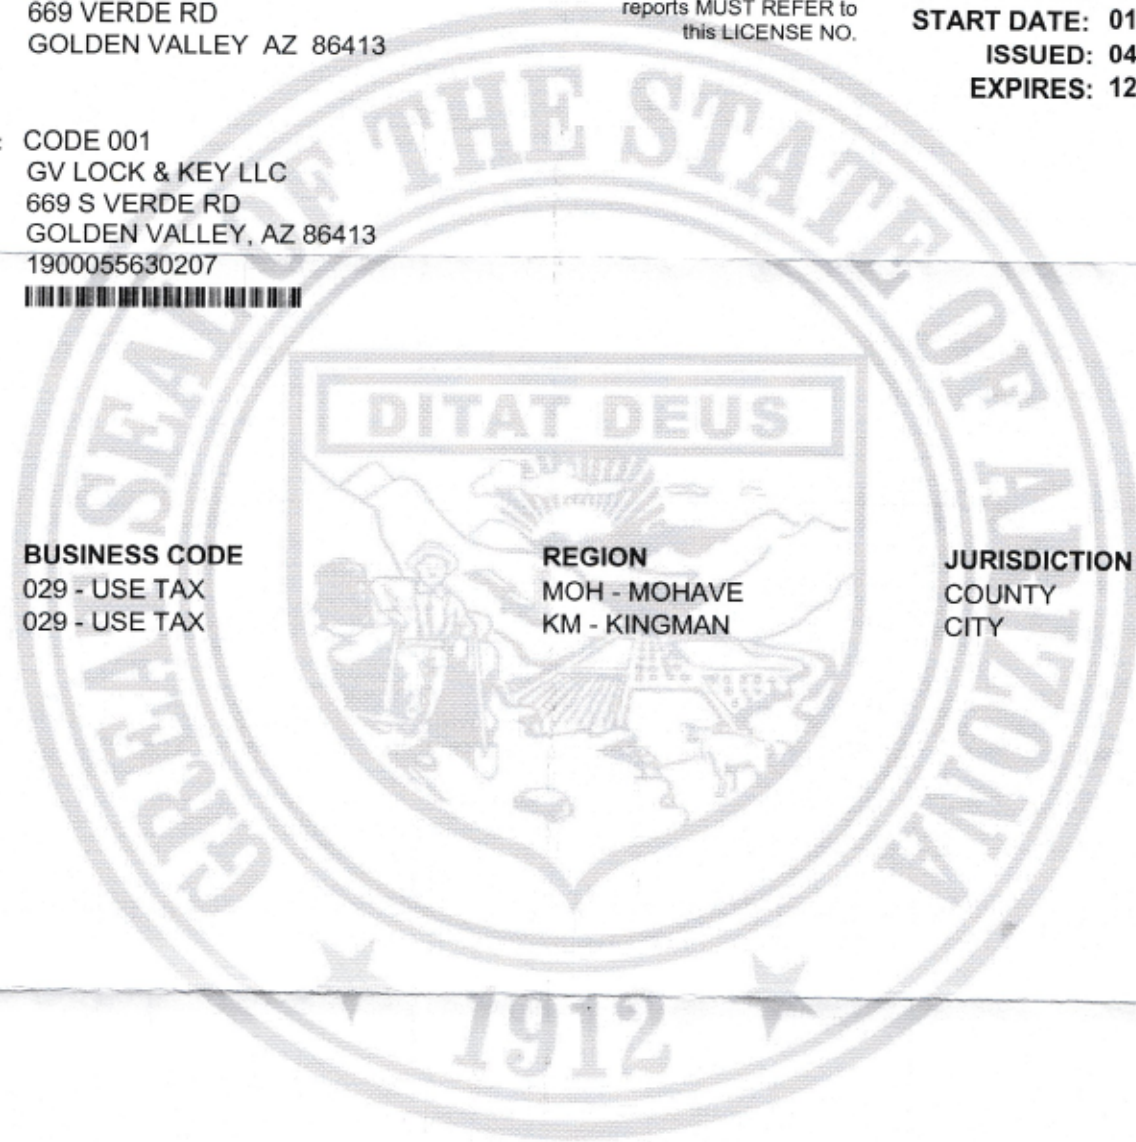 669 VERDE RD
GOLDEN VALLEY AZ 86413
reports MUST REFER to
this LICENSE NO.
START DATE: 01
ISSUED: 04
EXPIRES: 12
: CODE 001
GV LOCK & KEY LLC
669 S VERDE RD
GOLDEN VALLEY, AZ 86413
1900055630207
GREAT SEAL OF THE STATE OF ARIZONA
DITAT DEUS
BUSINESS CODE REGION JURISDICTION
029 - USE TAX MOH - MOHAVE COUNTY
029 - USE TAX KM - KINGMAN CITY
1912